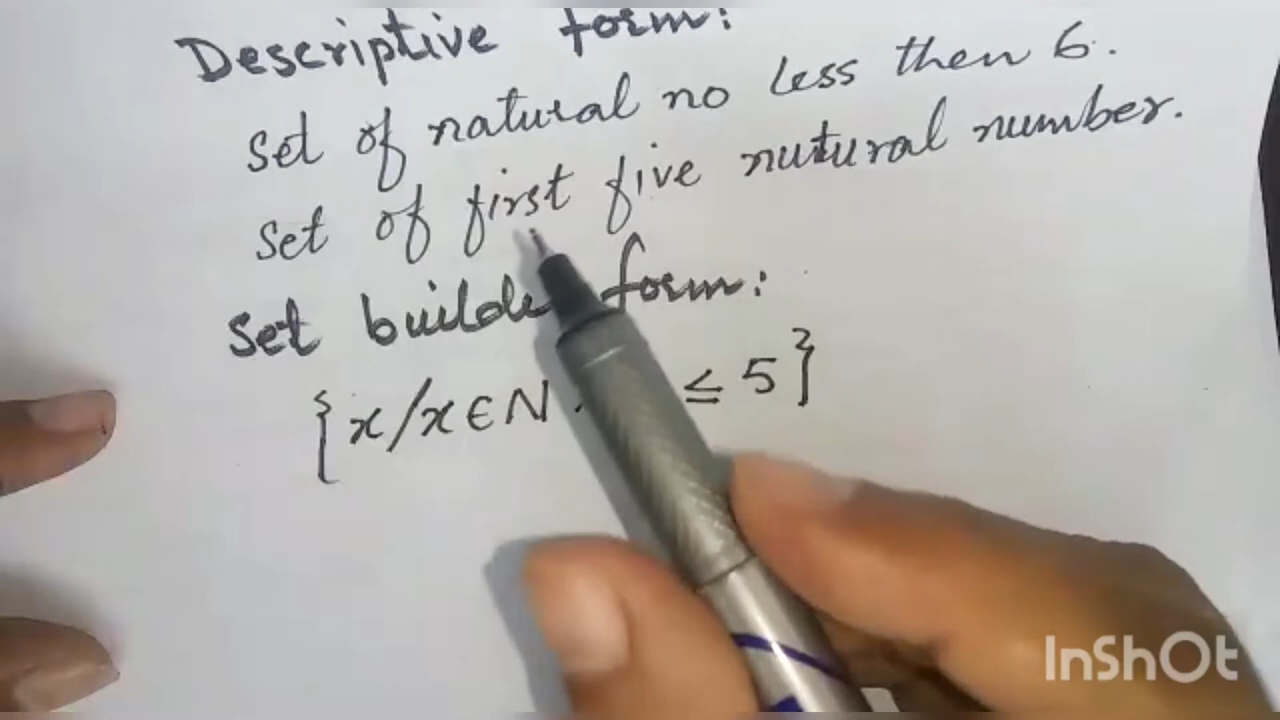 Descriptive form:
Set of natural no less then 6.
Set of first five nutural number.
Set builde form:
{x/x∈N ≤ 5}
InShOt